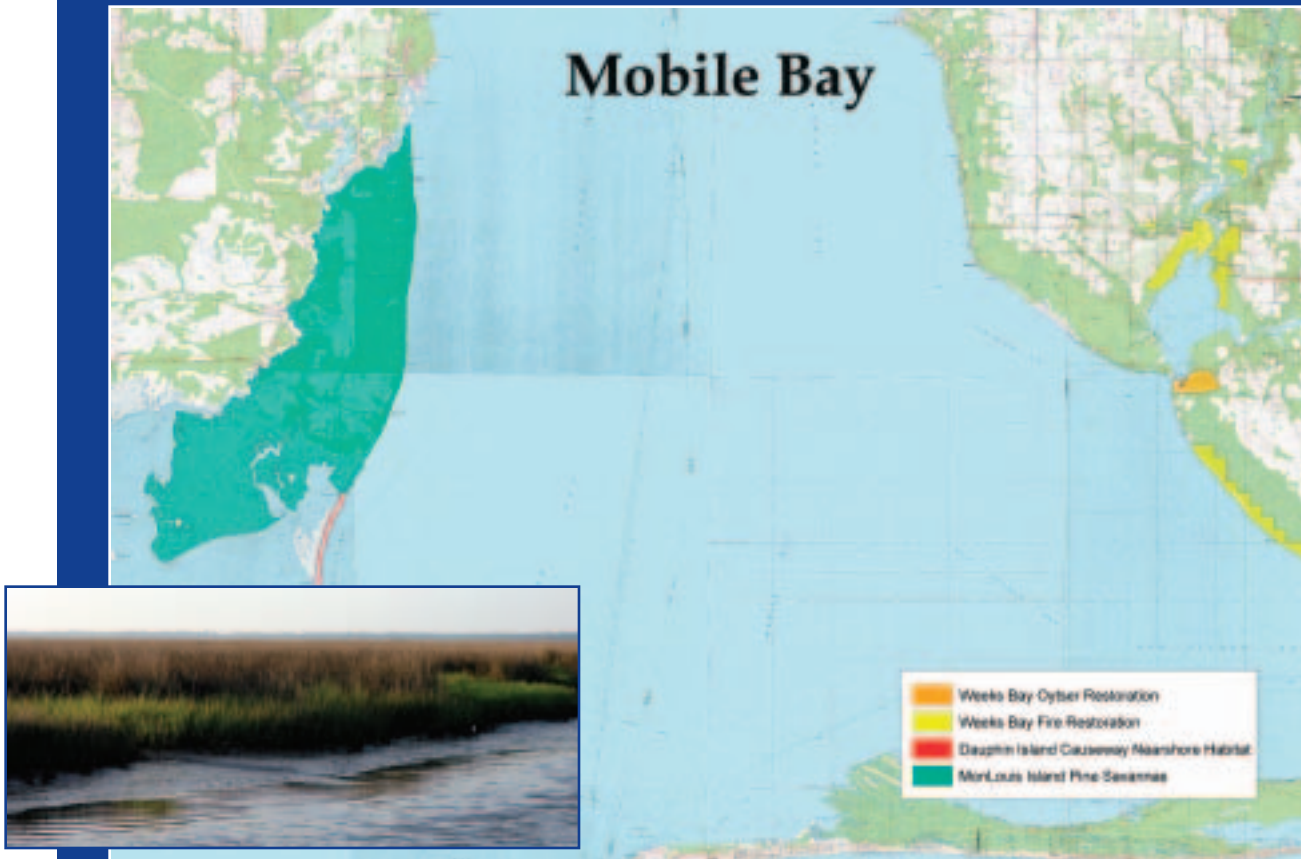 Mobile Bay
Weeks Bay Oytser Restoration
Weeks Bay Fire Restoration
Dauphin Island Causeway Nearshore Habitat
MonLouis Island Pine Savannas